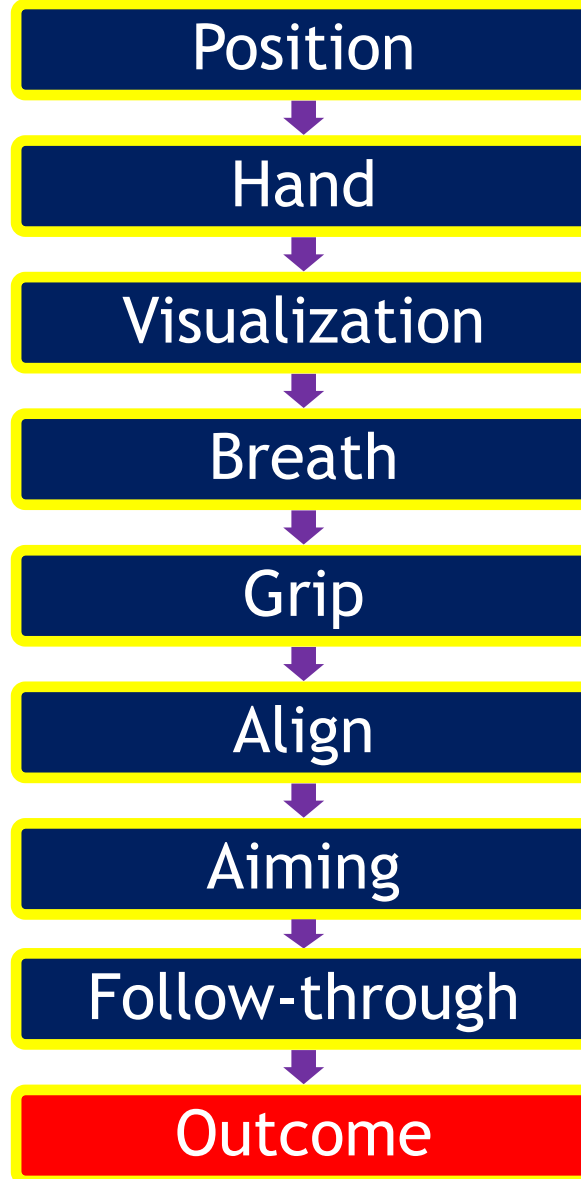 Position
Hand
Visualization
Breath
Grip
Align
Aiming
Follow-through
Outcome